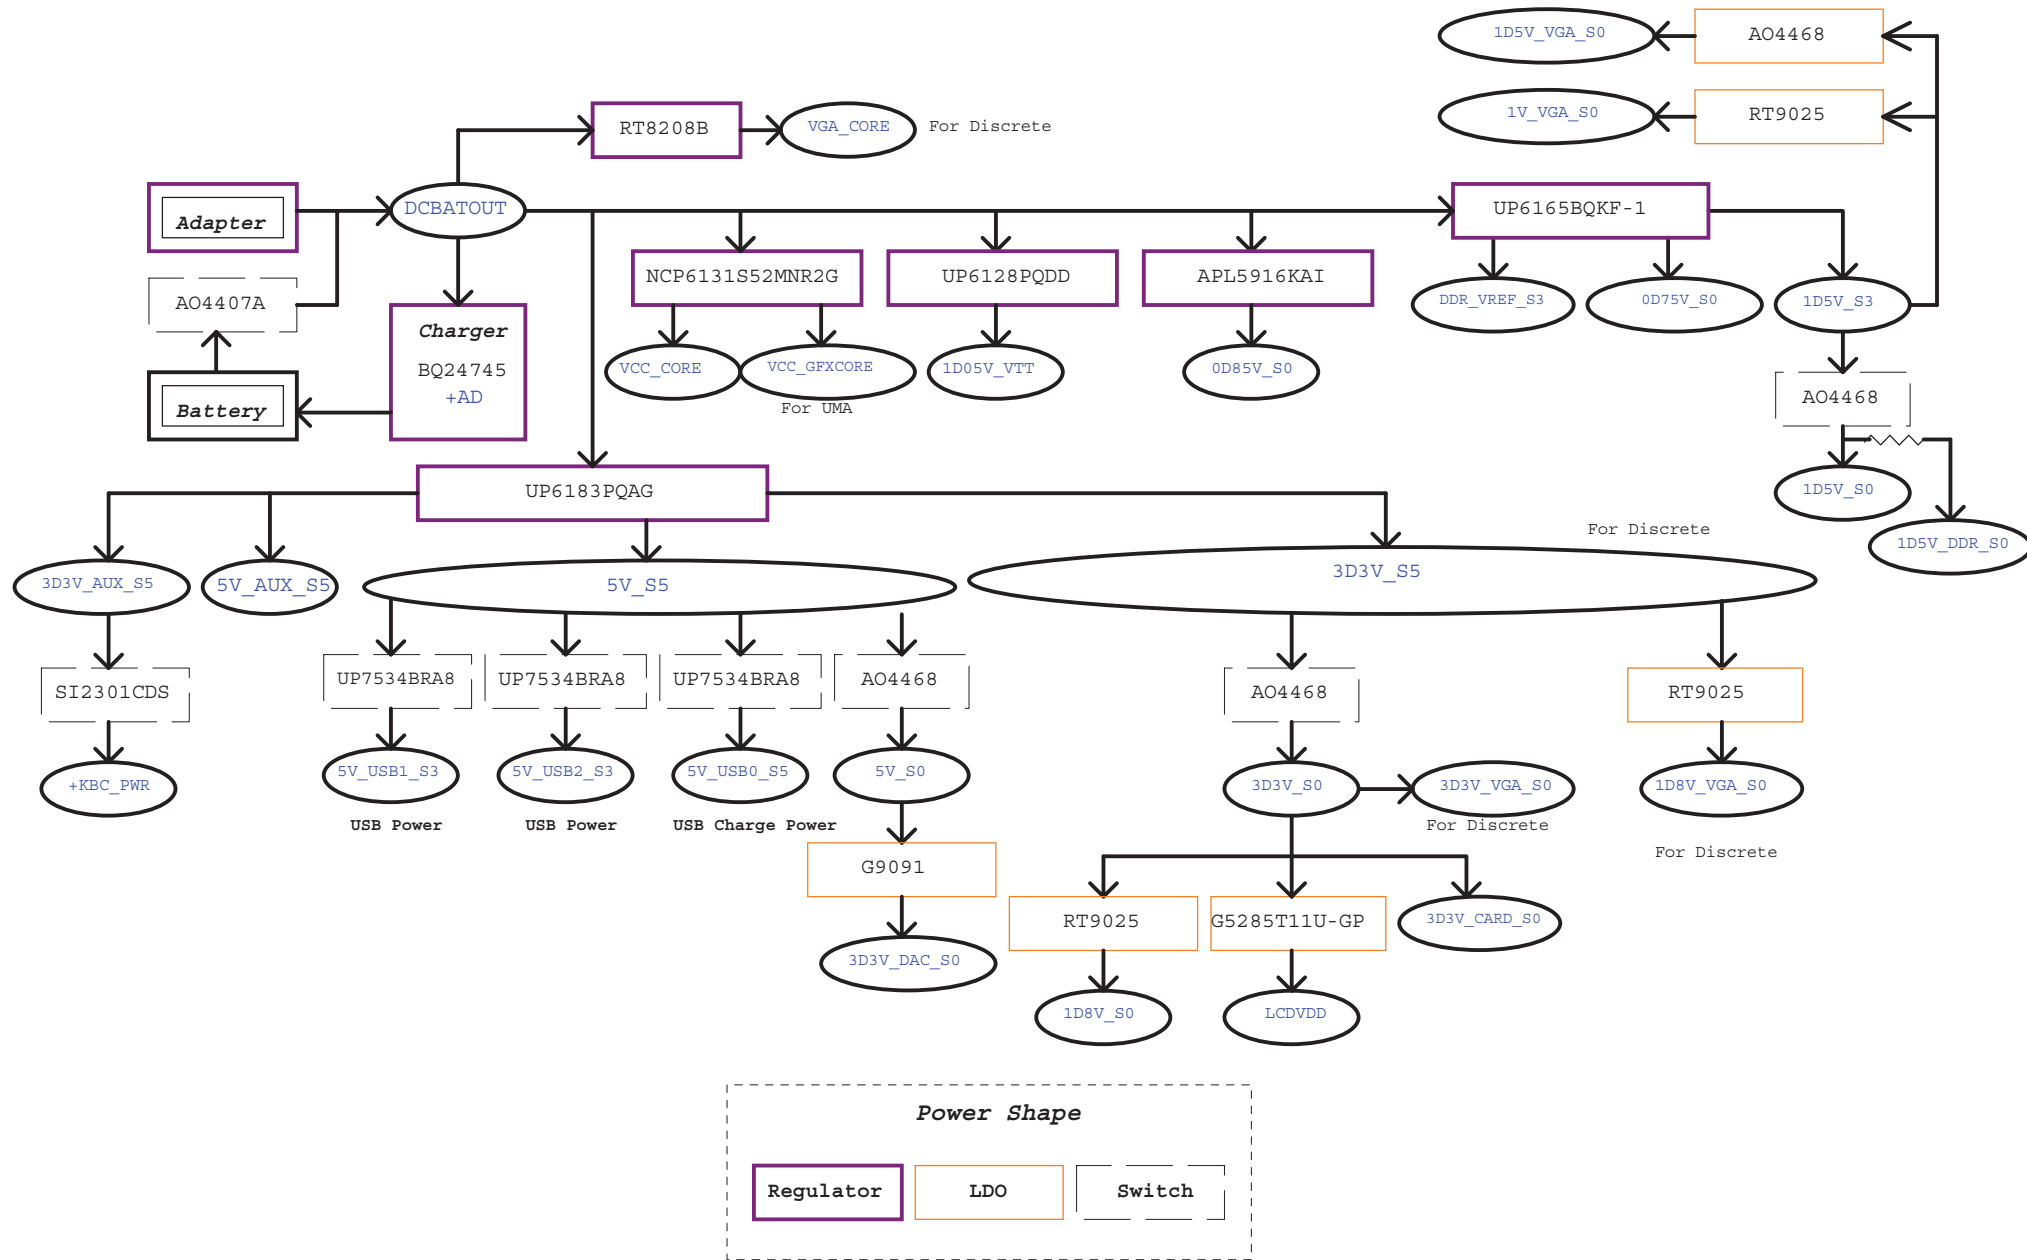 1D5V_VGA_S0
AO4468
1V_VGA_S0
RT9025
RT8208B
VGA_CORE
For Discrete
Adapter
DCBATOUT
UP6165BQKF-1
AO4407A
NCP6131S52MNR2G
UP6128PQDD
APL5916KAI
DDR_VREF_S3
0D75V_S0
1D5V_S3
Charger
BQ24745
+AD
Battery
VCC_CORE
VCC_GFXCORE
For UMA
1D05V_VTT
0D85V_S0
AO4468
1D5V_S0
1D5V_DDR_S0
UP6183PQAG
For Discrete
3D3V_AUX_S5
5V_AUX_S5
5V_S5
3D3V_S5
SI2301CDS
UP7534BRA8
UP7534BRA8
UP7534BRA8
AO4468
AO4468
RT9025
+KBC_PWR
5V_USB1_S3
5V_USB2_S3
5V_USB0_S5
5V_S0
3D3V_S0
3D3V_VGA_S0
1D8V_VGA_S0
USB Power
USB Power
USB Charge Power
For Discrete
For Discrete
G9091
RT9025
G5285T11U-GP
3D3V_CARD_S0
3D3V_DAC_S0
1D8V_S0
LCDVDD
Power Shape
Regulator
LDO
Switch